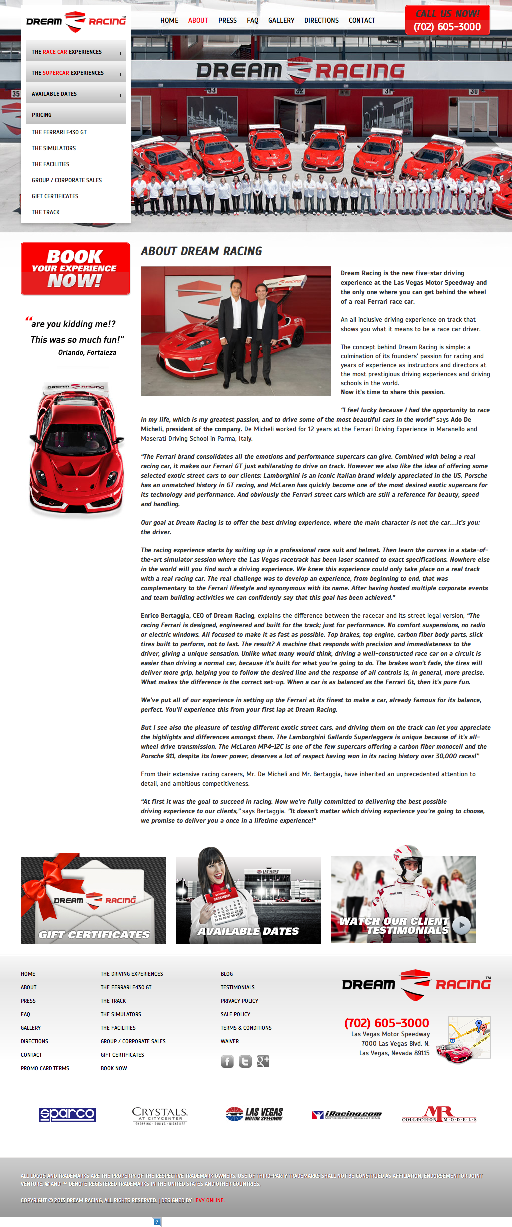 DREAM RACING
HOME ABOUT PRESS FAQ GALLERY DIRECTIONS CONTACT
CALL US NOW!
(702) 605-3000
THE RACE CAR EXPERIENCES
THE SUPERCAR EXPERIENCES
AVAILABLE DATES
PRICING
THE FERRARI F430 GT
THE SIMULATORS
THE FACILITIES
GROUP / CORPORATE SALES
GIFT CERTIFICATES
THE TRACK
DREAM RACING
35
36
37
38
BOOK
YOUR EXPERIENCE
NOW!
“are you kidding me!?
This was so much fun!"
Orlando, Fortaleza
ABOUT DREAM RACING
Dream Racing is the new five-star driving
experience at the Las Vegas Motor Speedway and
the only one where you can get behind the wheel
of a real Ferrari race car.
An all inclusive driving experience on track that
shows you what it means to be a race car driver.
The concept behind Dream Racing is simple: a
culmination of its founders' passion for racing and
years of experience as instructors and directors at
the most prestigious driving experiences and driving
schools in the world.
Now it's time to share this passion.
"I feel lucky because I had the opportunity to race
in my life, which is my greatest passion, and to drive some of the most beautiful cars in the world" says Ado De
Micheli, president of the company. De Micheli worked for 12 years at the Ferrari Driving Experience in Maranello and
Maserati Driving School in Parma, Italy.
"The Ferrari brand consolidates all the emotions and performance supercars can give. Combined with being a real
racing car, it makes our Ferrari GT just exhilarating to drive on track. However we also like the idea of offering some
selected exotic street cars to our clients: Lamborghini is an iconic Italian brand widely appreciated in the US, Porsche
has an unmatched history in GT racing, and McLaren has quickly become one of the most desired exotic supercars for
its technology and performance. And obviously the Ferrari street cars which are still a reference for beauty, speed
and handling.
Our goal at Dream Racing is to offer the best driving experience, where the main character is not the car...it's you:
the driver.
The racing experience starts by suiting up in a professional race suit and helmet. Then learn the curves in a state-of-
the-art simulator session where the Las Vegas racetrack has been laser scanned to exact specifications. Nowhere else
in the world will you find such a driving experience. We knew this experience could only take place on a real track
with a real racing car. The real challenge was to develop an experience, from beginning to end, that was
complementary to the Ferrari lifestyle and synonymous with its name. After having hosted multiple corporate events
and team building activities we can confidently say that this goal has been achieved."
Enrico Bertaggia, CEO of Dream Racing, explains the difference between the racecar and its street legal version, "The
racing Ferrari is designed, engineered and built for the track; just for performance. No comfort suspensions, no radio
or electric windows. All focused to make it as fast as possible. Top brakes, top engine, carbon fiber body parts, slick
tires built to perform, not to last. The result? A machine that responds with precision and immediateness to the
driver, giving a unique sensation. Unlike what many would think, driving a well-constructed race car on a circuit is
easier than driving a normal car, because it's built for what you're going to do. The brakes won't fade, the tires will
deliver more grip, helping you to follow the desired line and the response of all controls is, in general, more precise.
What makes the difference is the correct set-up. When a car is as balanced as the Ferrari Gt, then it's pure fun.
We've put all of our experience in setting up the Ferrari at its finest to make a car, already famous for its balance,
perfect. You'll experience this from your first lap at Dream Racing.
But I see also the pleasure of testing different exotic street cars, and driving them on the track can let you appreciate
the highlights and differences amongst them. The Lamborghini Gallardo Superleggera is unique because of it's all-
wheel drive transmission. The McLaren MP4-12C is one of the few supercars offering a carbon fiber monocell and the
Porsche 911, despite its lower power, deserves a lot of respect having won in its racing history over 30,000 races!"
From their extensive racing careers, Mr. De Micheli and Mr. Bertaggia, have inherited an unprecedented attention to
detail, and ambitious competitiveness.
"At first it was the goal to succeed in racing. Now we're fully committed to delivering the best possible
driving experience to our clients," says Bertaggia. "It doesn't matter which driving experience you're going to choose,
we promise to deliver you a once in a lifetime experience!"
DREAM RACING
GIFT CERTIFICATES
DECEMBER
AVAILABLE DATES
WATCH OUR CLIENT
TESTIMONIALS
HOME THE DRIVING EXPERIENCES BLOG
ABOUT THE FERRARI F430 GT TESTIMONIALS
PRESS THE TRACK PRIVACY POLICY
FAQ THE SIMULATORS SALE POLICY
GALLERY THE FACILITIES TERMS & CONDITIONS
DIRECTIONS GROUP / CORPORATE SALES WAIVER
CONTACT GIFT CERTIFICATES
PROMO CARD TERMS BOOK NOW
DREAM RACING
(702) 605-3000
Las Vegas Motor Speedway
7000 Las Vegas Blvd. N.
Las Vegas, Nevada 89115
sparco
CRYSTALS
AT CITYCENTER
LAS VEGAS
MOTOR SPEEDWAY
iRacing.com
MR
COLLECTION MODELS
COPYRIGHT © 2015 DREAM RACING, ALL RIGHTS RESERVED. | DESIGNED BY